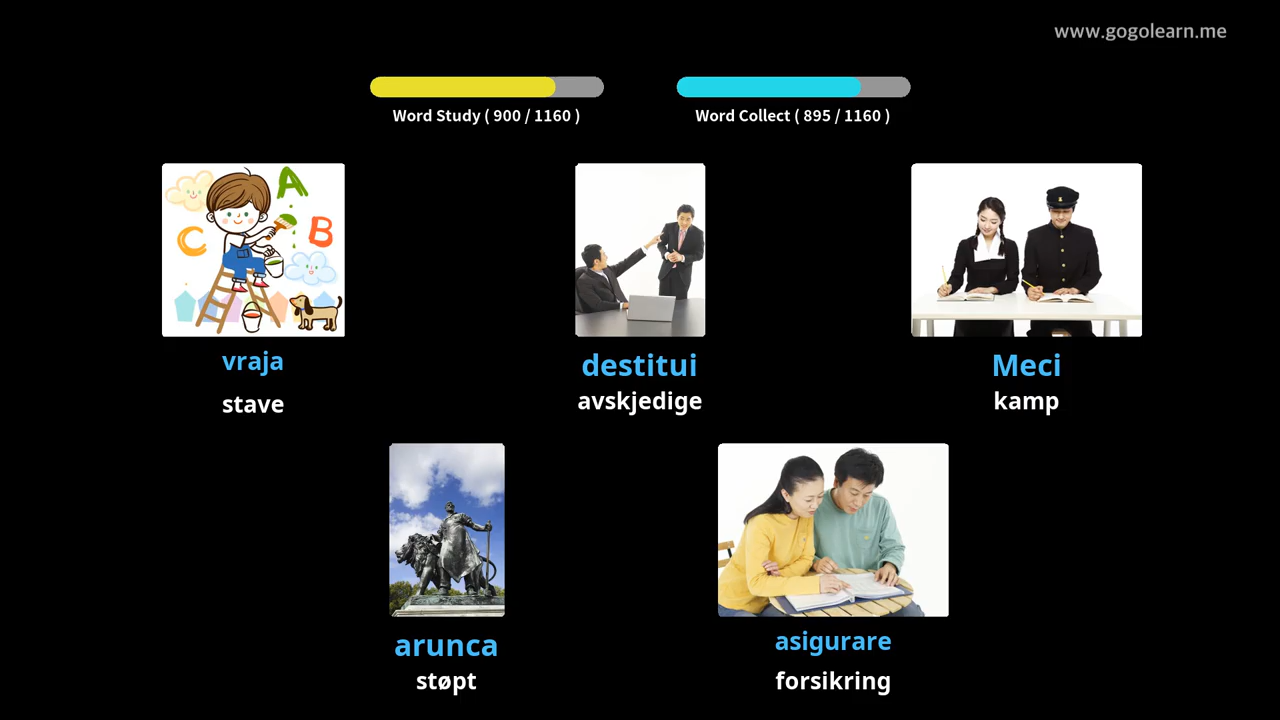 www.gogolearn.me
Word Study ( 900 / 1160 )
Word Collect ( 895 / 1160 )
A
B
C
vraja
stave
destitui
avskjedige
Meci
kamp
arunca
støpt
asigurare
forsikring